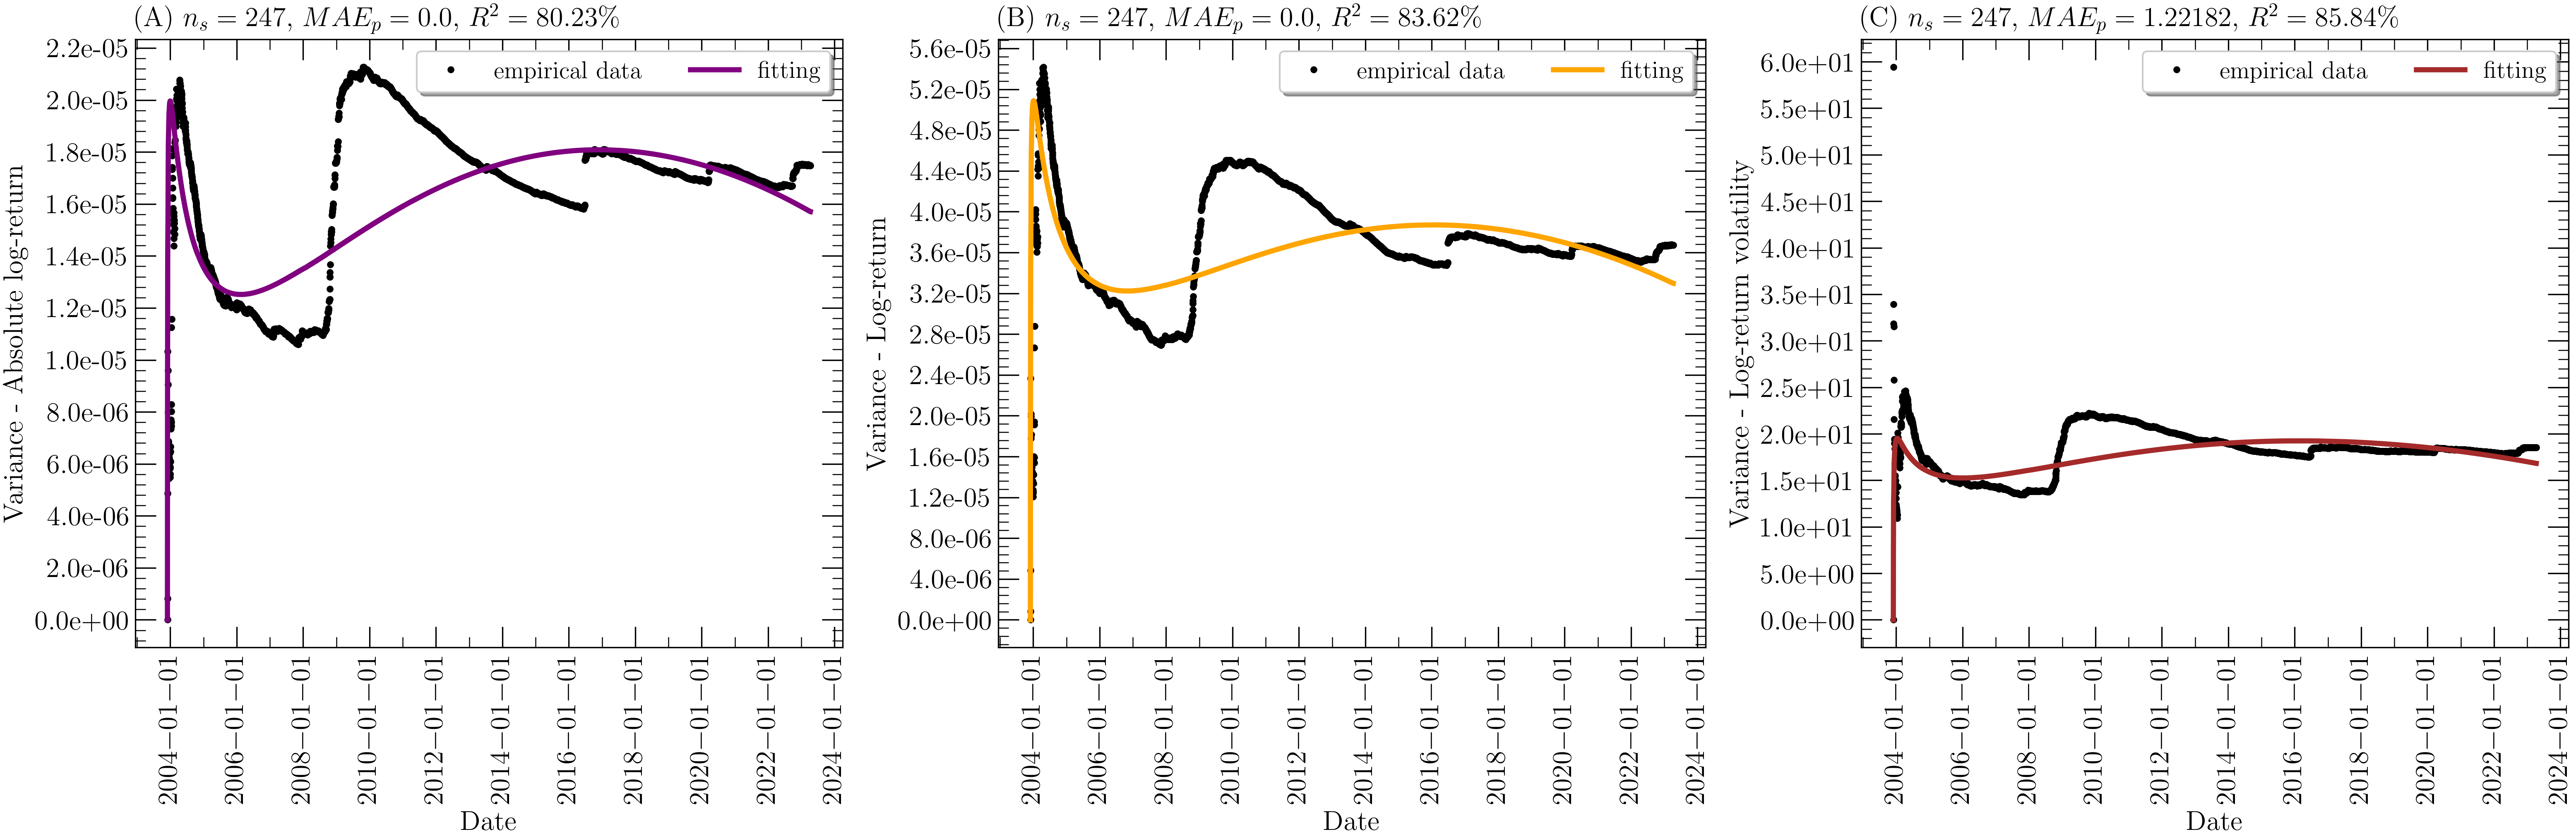 (A) n_s = 247, MAE_p = 0.0, R² = 80.23%
empirical data
fitting
Variance - Absolute log-return
2.2e-05
2.0e-05
1.8e-05
1.6e-05
1.4e-05
1.2e-05
1.0e-05
8.0e-06
6.0e-06
4.0e-06
2.0e-06
0.0e+00
2004−01−01
2006−01−01
2008−01−01
2010−01−01
2012−01−01
2014−01−01
2016−01−01
2018−01−01
2020−01−01
2022−01−01
2024−01−01
Date
(B) n_s = 247, MAE_p = 0.0, R² = 83.62%
empirical data
fitting
Variance - Log-return
5.6e-05
5.2e-05
4.8e-05
4.4e-05
4.0e-05
3.6e-05
3.2e-05
2.8e-05
2.4e-05
2.0e-05
1.6e-05
1.2e-05
8.0e-06
4.0e-06
0.0e+00
2004−01−01
2006−01−01
2008−01−01
2010−01−01
2012−01−01
2014−01−01
2016−01−01
2018−01−01
2020−01−01
2022−01−01
2024−01−01
Date
(C) n_s = 247, MAE_p = 1.22182, R² = 85.84%
empirical data
fitting
Variance - Log-return volatility
6.0e+01
5.5e+01
5.0e+01
4.5e+01
4.0e+01
3.5e+01
3.0e+01
2.5e+01
2.0e+01
1.5e+01
1.0e+01
5.0e+00
0.0e+00
2004−01−01
2006−01−01
2008−01−01
2010−01−01
2012−01−01
2014−01−01
2016−01−01
2018−01−01
2020−01−01
2022−01−01
2024−01−01
Date